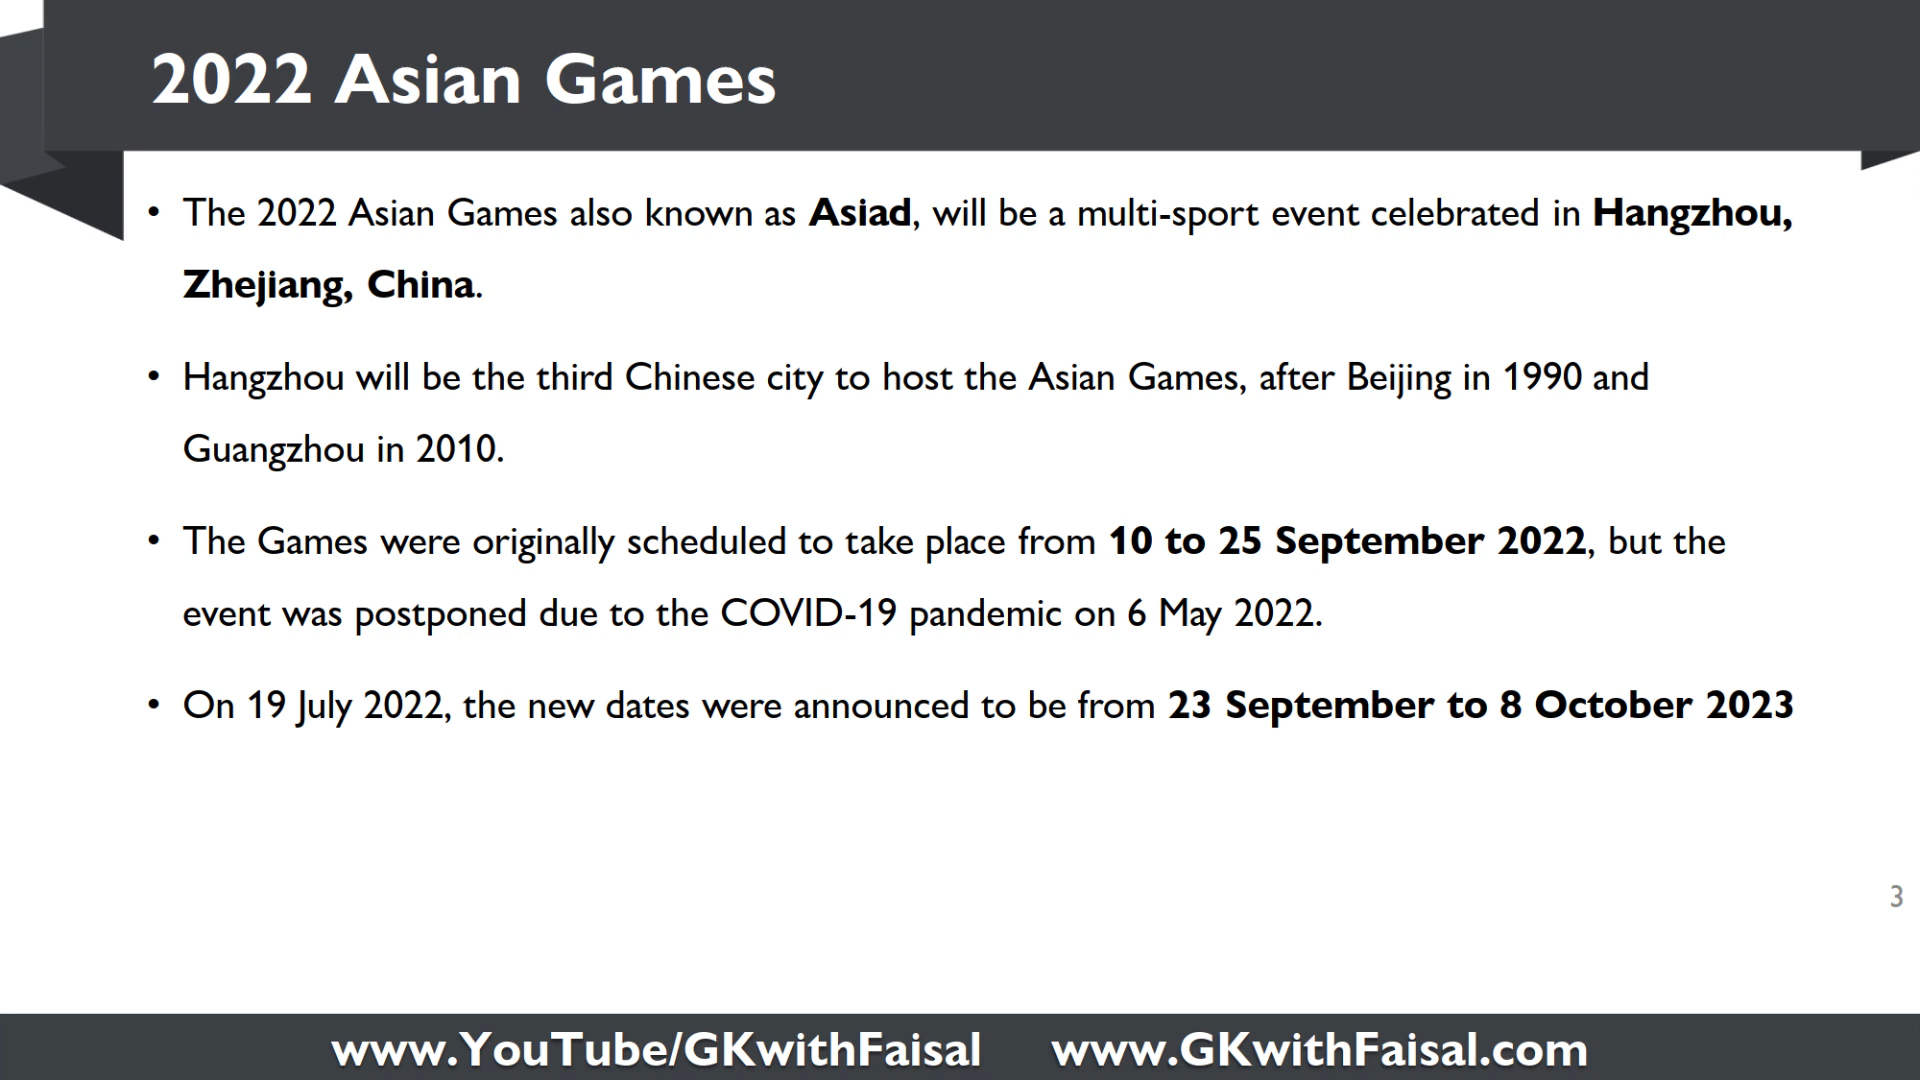 2022 Asian Games
• The 2022 Asian Games also known as Asiad, will be a multi-sport event celebrated in Hangzhou,
Zhejiang, China.
• Hangzhou will be the third Chinese city to host the Asian Games, after Beijing in 1990 and
Guangzhou in 2010.
• The Games were originally scheduled to take place from 10 to 25 September 2022, but the
event was postponed due to the COVID-19 pandemic on 6 May 2022.
• On 19 July 2022, the new dates were announced to be from 23 September to 8 October 2023
3
www.YouTube/GKwithFaisal www.GKwithFaisal.com